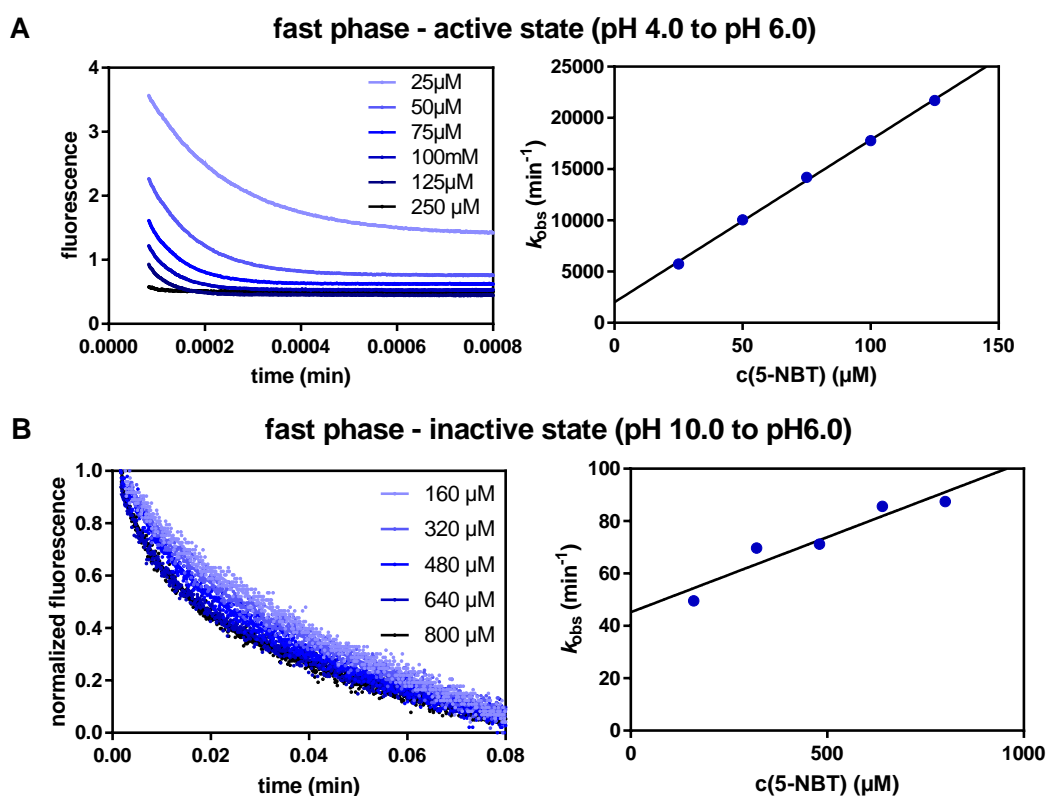 A
fast phase - active state (pH 4.0 to pH 6.0)
fluorescence
4
3
2
1
0
25µM
50µM
75µM
100mM
125µM
250 µM
0.0000 0.0002 0.0004 0.0006 0.0008
time (min)
kobs (min-1)
25000
20000
15000
10000
5000
0
0 50 100 150
c(5-NBT) (µM)
B
fast phase - inactive state (pH 10.0 to pH6.0)
normalized fluorescence
1.0
0.8
0.6
0.4
0.2
0.0
160 µM
320 µM
480 µM
640 µM
800 µM
0.00 0.02 0.04 0.06 0.08
time (min)
kobs (min-1)
100
80
60
40
20
0
0 500 1000
c(5-NBT) (µM)